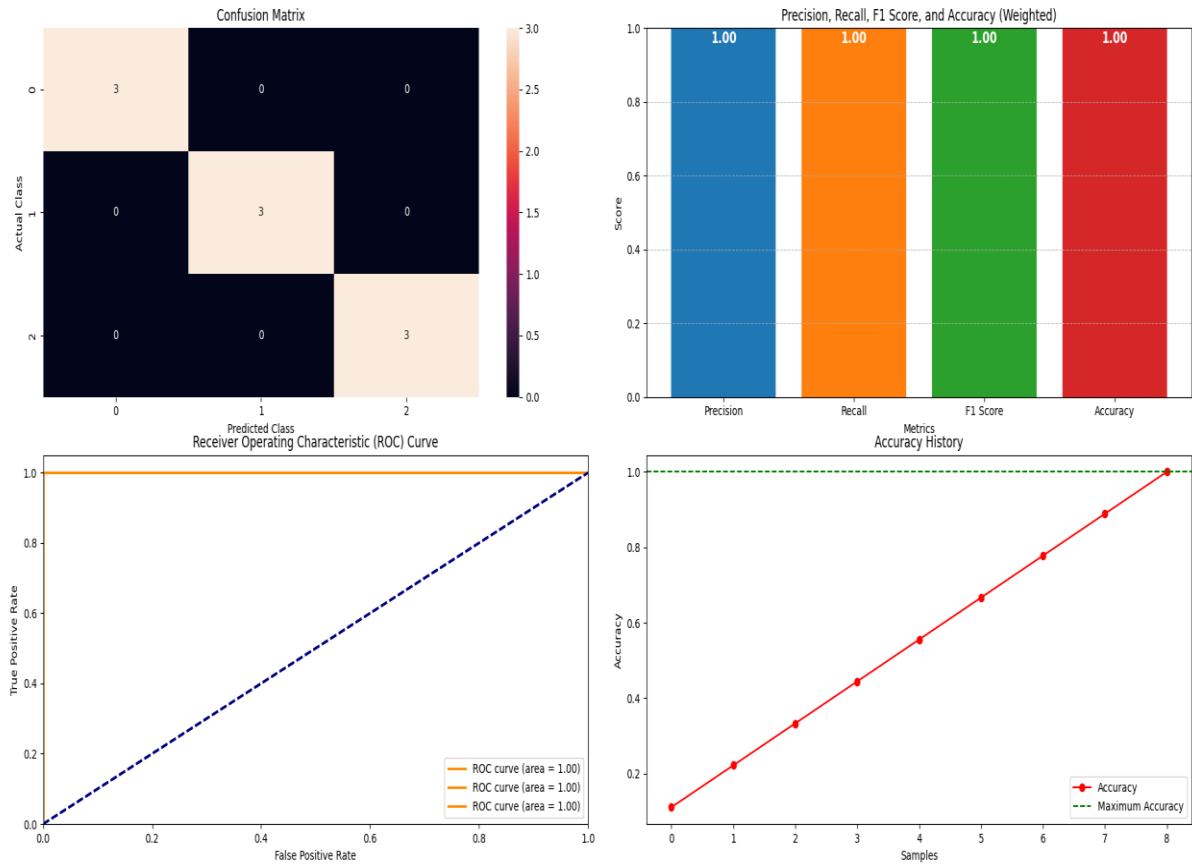 Confusion Matrix
Actual Class
0
1
2
3 0 0
0 3 0
0 0 3
0 1 2
Predicted Class
3.0
2.5
2.0
1.5
1.0
0.5
0.0
Precision, Recall, F1 Score, and Accuracy (Weighted)
Score
1.0
0.8
0.6
0.4
0.2
0.0
1.00 1.00 1.00 1.00
Precision Recall F1 Score Accuracy
Metrics
Receiver Operating Characteristic (ROC) Curve
True Positive Rate
1.0
0.8
0.6
0.4
0.2
0.0
ROC curve (area = 1.00)
ROC curve (area = 1.00)
ROC curve (area = 1.00)
0.0 0.2 0.4 0.6 0.8 1.0
False Positive Rate
Accuracy History
Accuracy
1.0
0.8
0.6
0.4
0.2
Accuracy
Maximum Accuracy
0 1 2 3 4 5 6 7 8
Samples